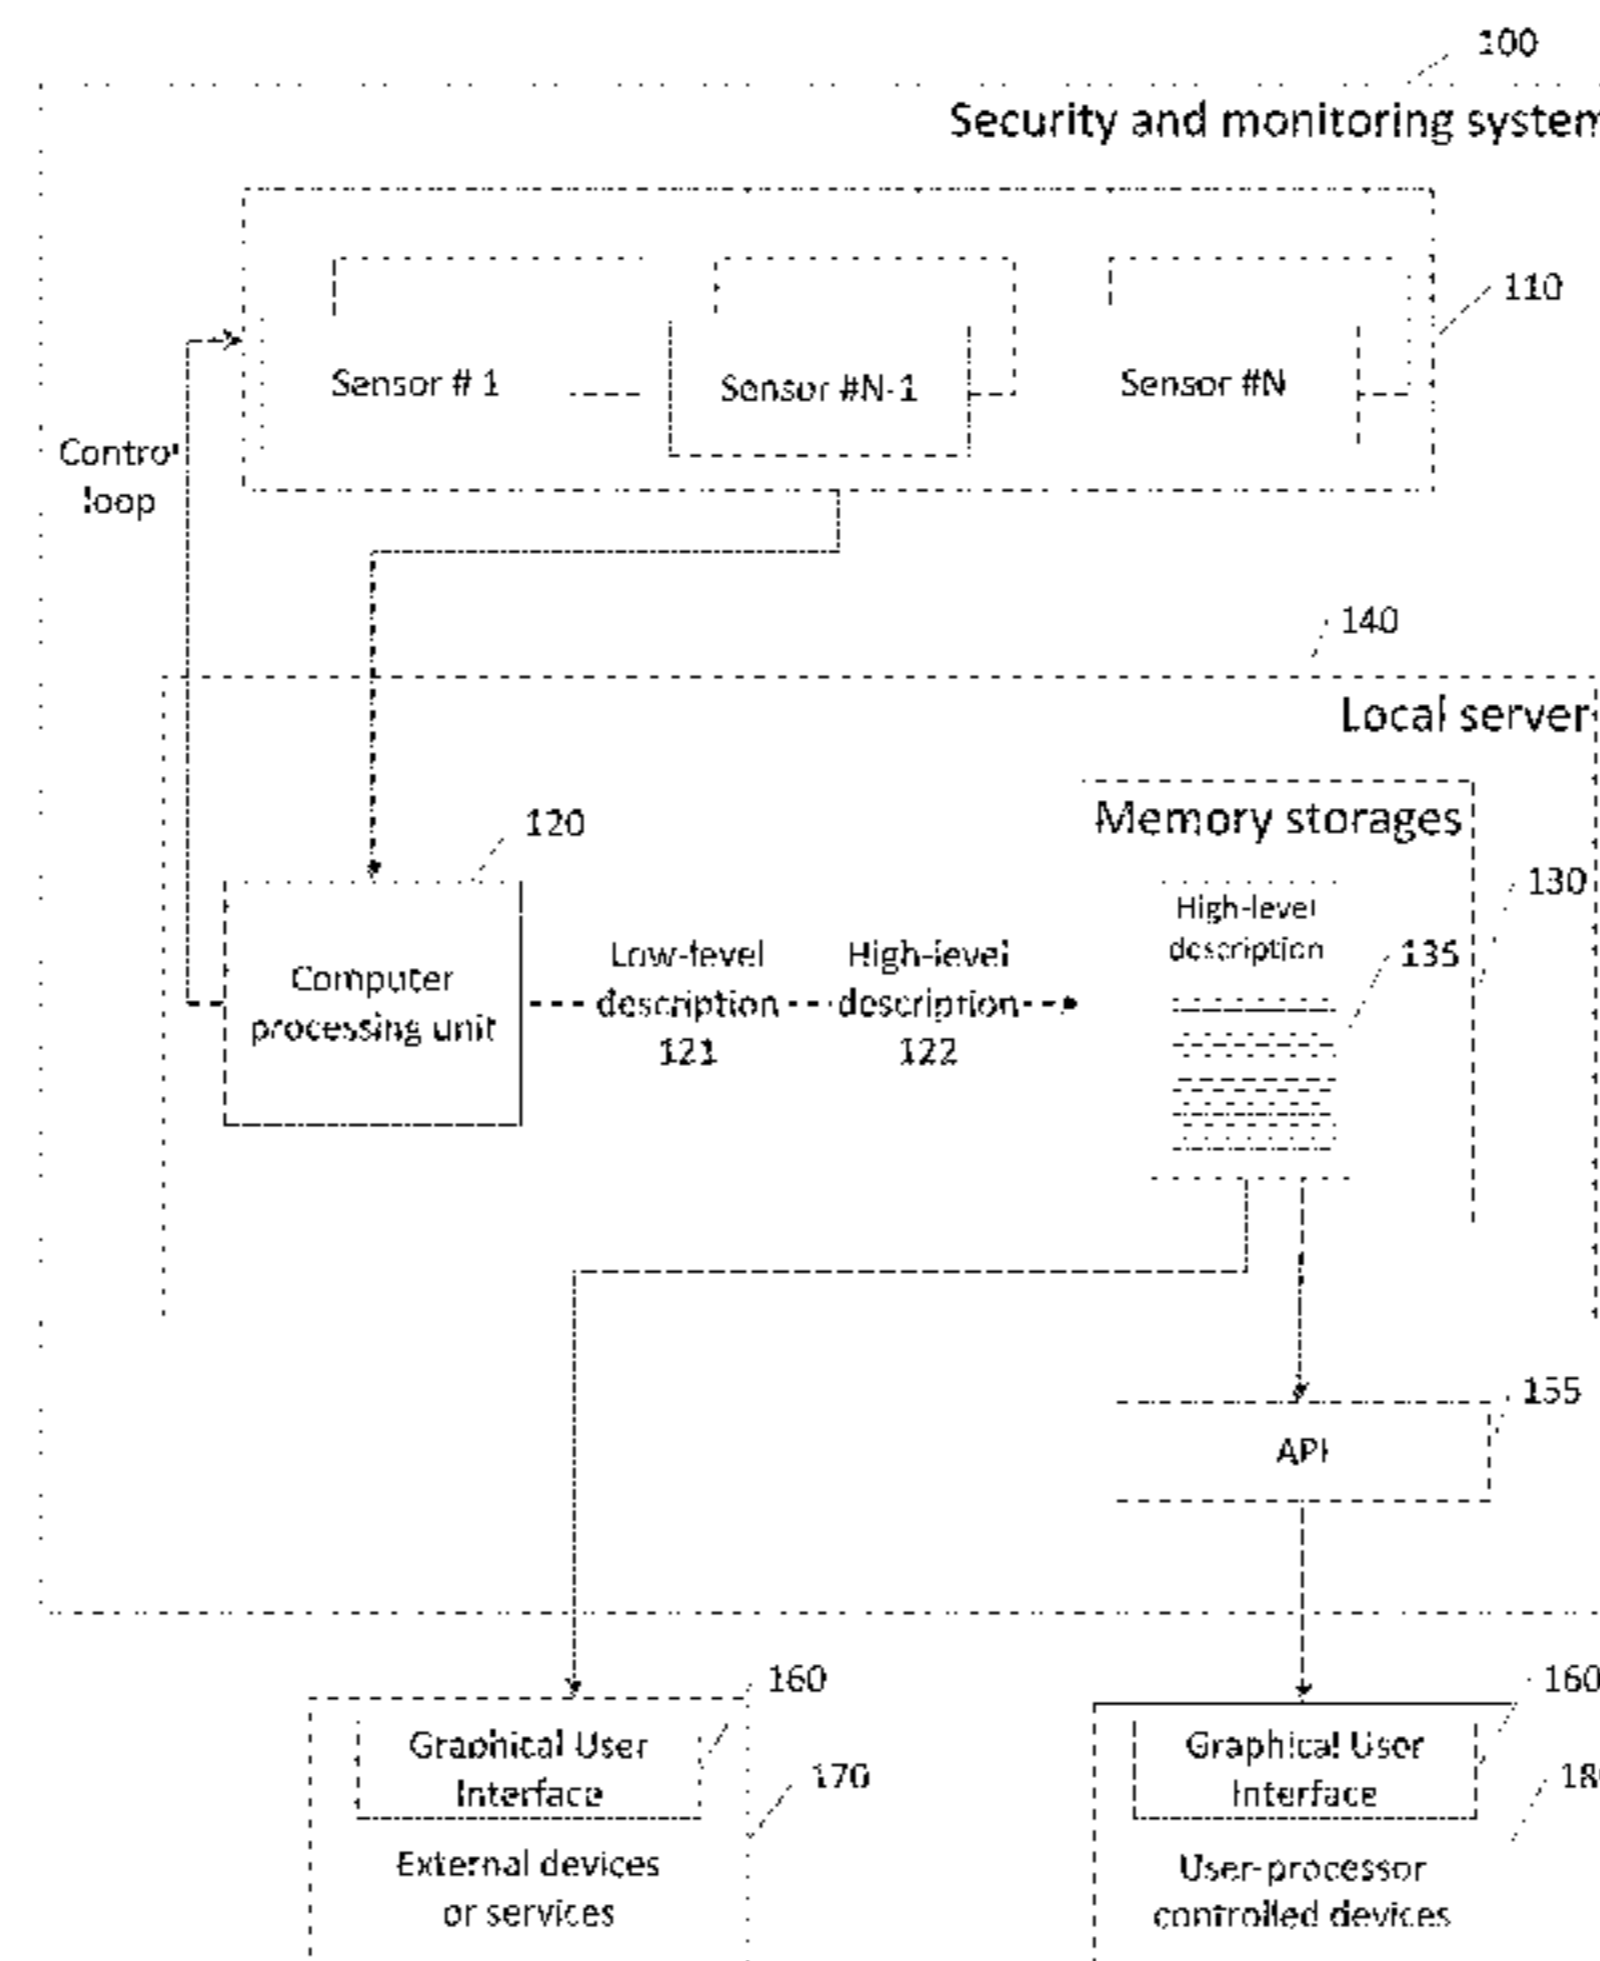 100
Security and monitoring system
110
Sensor # 1
Sensor #N-1
Sensor #N
Control
loop
140
Local server
Memory storages
120
130
High-level
description
135
Computer
processing unit
Low-level
description
121
High-level
description
122
155
API
160
160
Graphical User
Interface
170
Graphical User
Interface
External devices
or services
User-processor
controlled devices